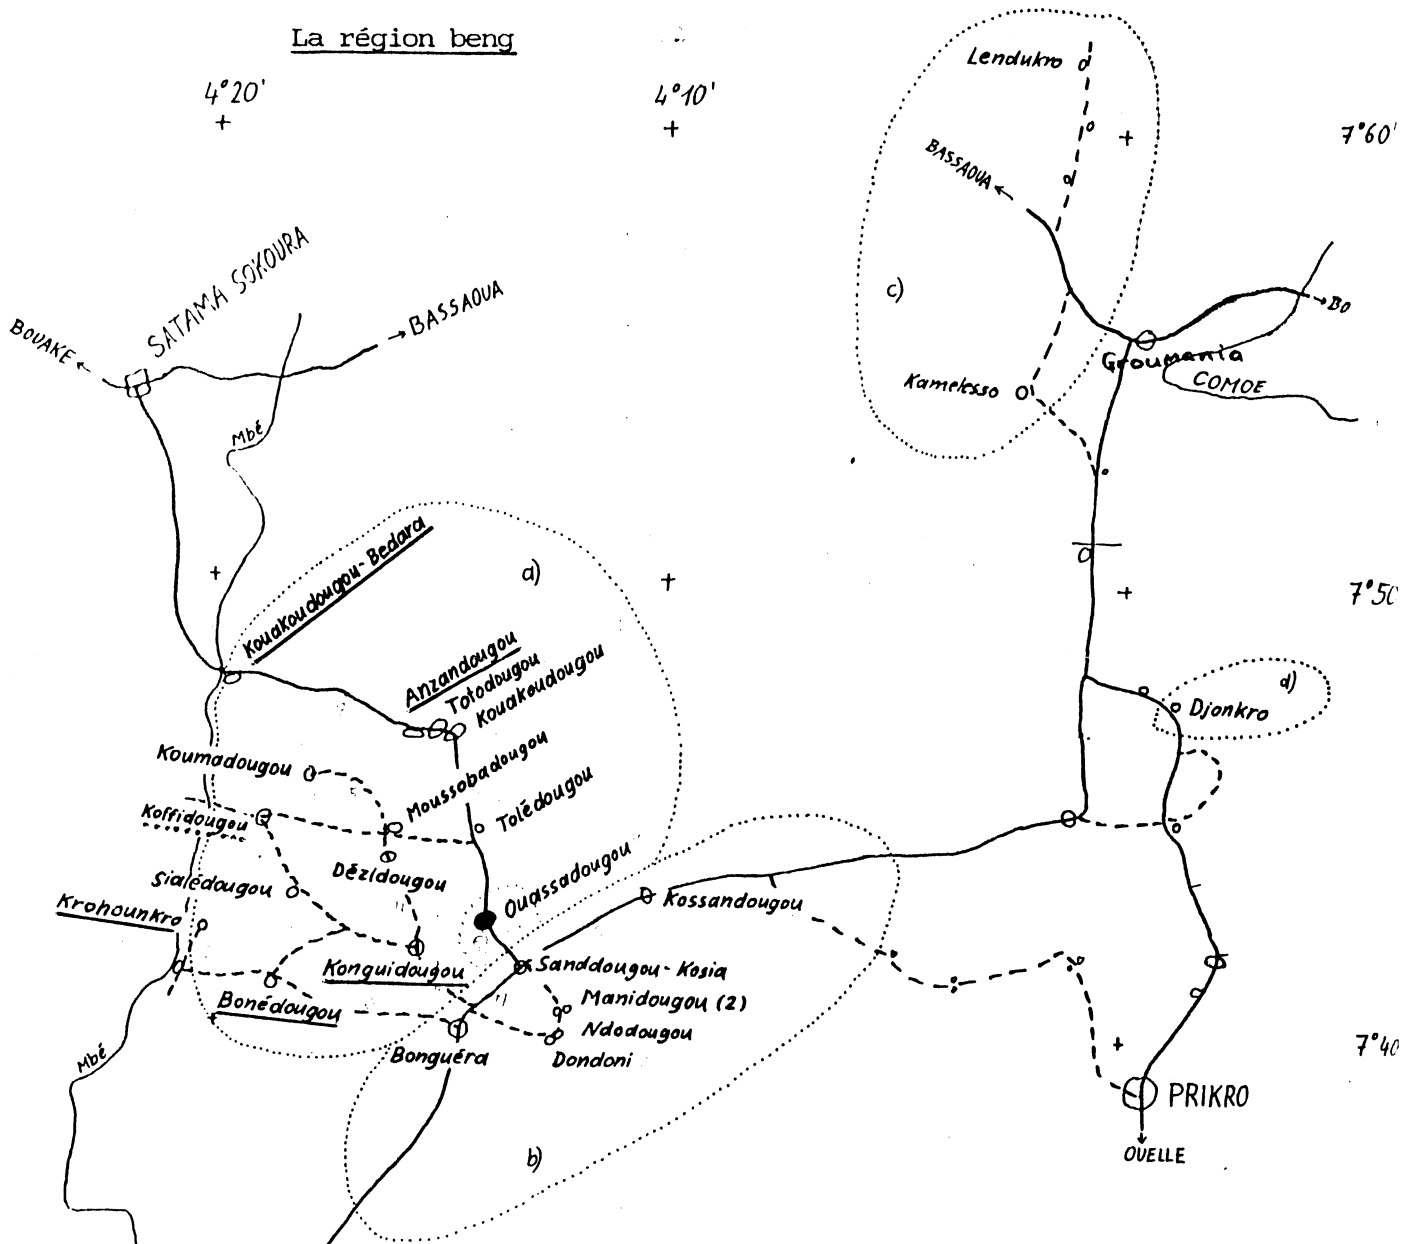 La région beng
4°20'
4°10'
7°60'
Lendukro
BASSAOUA
SATAMA SOKOURA
BOUAKE
BASSAOUA
c)
BO
Groumania
COMOE
Kamelesso
Mbé
Kouakoudougou-Bedara
a)
7°50'
Anzandougou
Totodougou
Kouakoudougou
d)
Djonkro
Koumadougou
Moussobadougou
Koffidougou
Tolédougou
Dèzidougou
Sialédougou
Ouassadougou
Krohounkro
Kossandougou
Konguidougou
Sanddougou-Kosia
Bonédougou
Manidougou (2)
Ndodougou
Bonguéra
Dondoni
Mbé
7°40
PRIKRO
OUELLE
b)